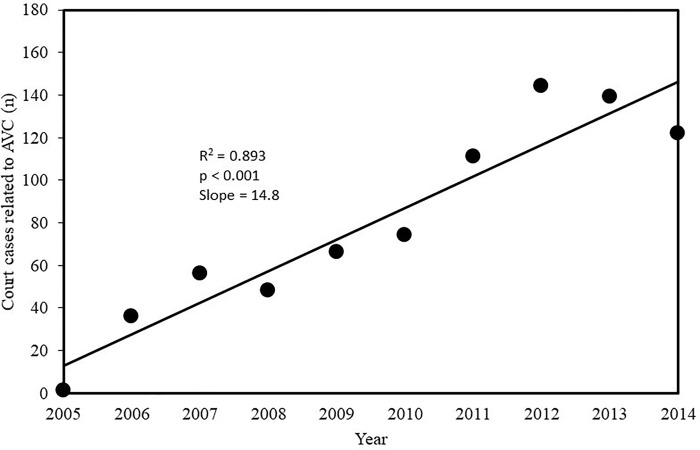 180
160
140
120
100
80
60
40
20
0
Court cases related to AVC (n)
R² = 0.893
p < 0.001
Slope = 14.8
2005 2006 2007 2008 2009 2010 2011 2012 2013 2014
Year